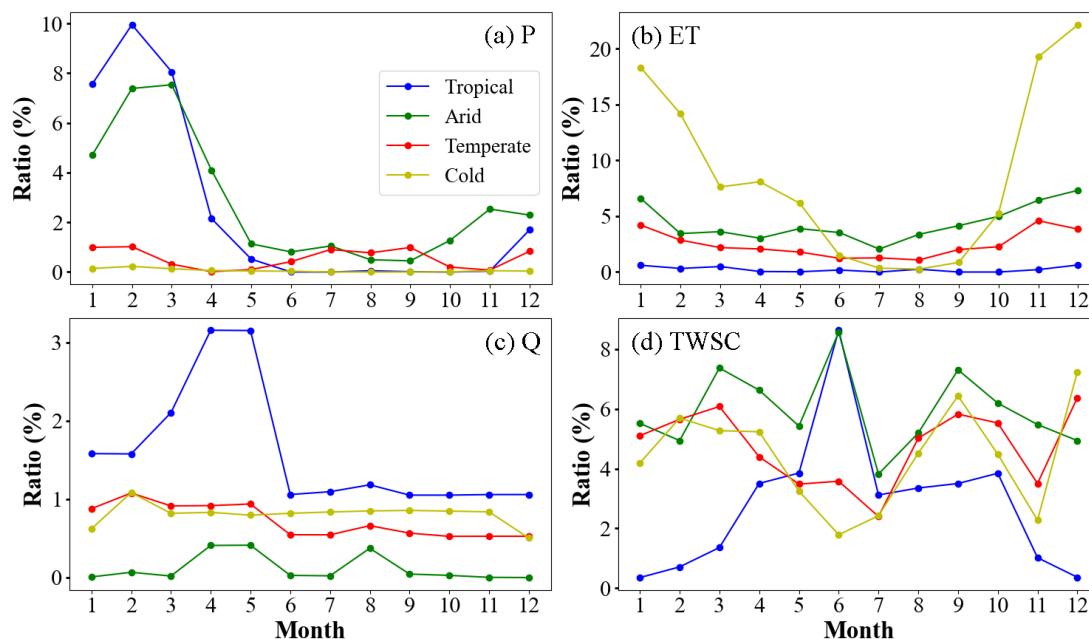 (a) P
Ratio (%)
10
8
6
4
2
0
Tropical
Arid
Temperate
Cold
1 2 3 4 5 6 7 8 9 10 11 12
(b) ET
Ratio (%)
20
15
10
5
0
1 2 3 4 5 6 7 8 9 10 11 12
(c) Q
Ratio (%)
3
2
1
0
1 2 3 4 5 6 7 8 9 10 11 12
Month
(d) TWSC
Ratio (%)
8
6
4
2
0
1 2 3 4 5 6 7 8 9 10 11 12
Month